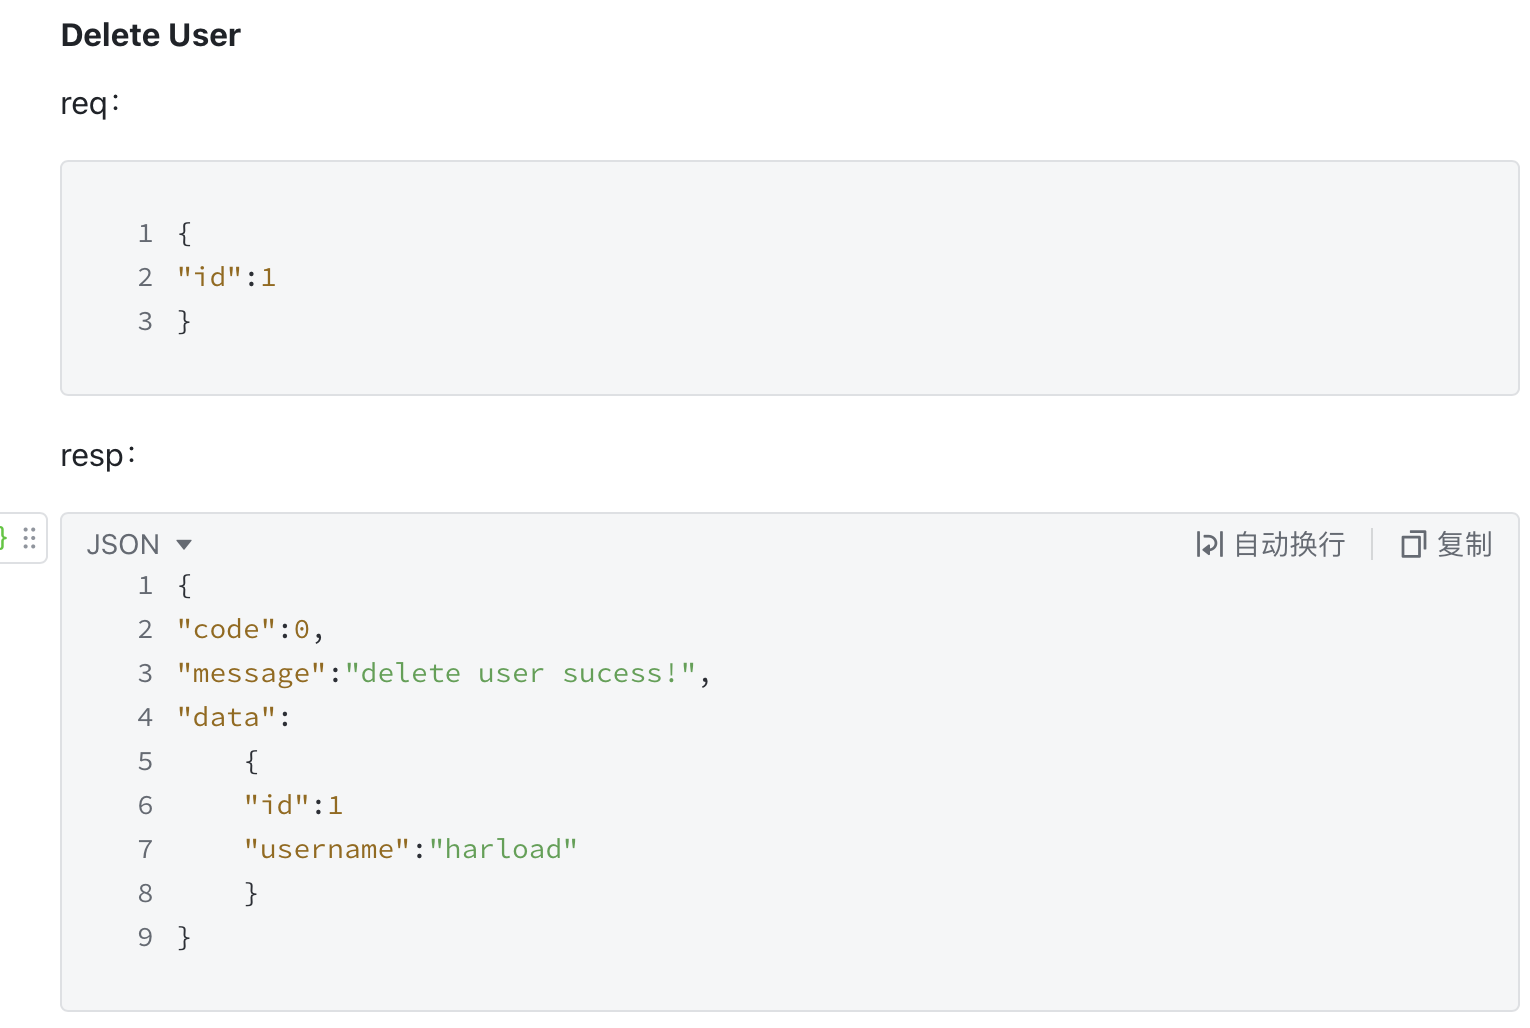 Delete User
req：
1 {
2 "id":1
3 }
resp：
} JSON 自动换行 复制
1 {
2 "code":0,
3 "message":"delete user sucess!",
4 "data":
5     {
6     "id":1
7     "username":"harload"
8     }
9 }